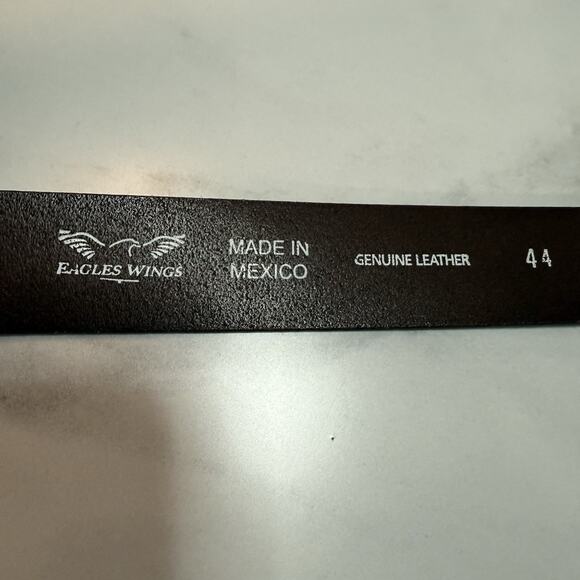 EAGLES WINGS
MADE IN
MEXICO
GENUINE LEATHER
44